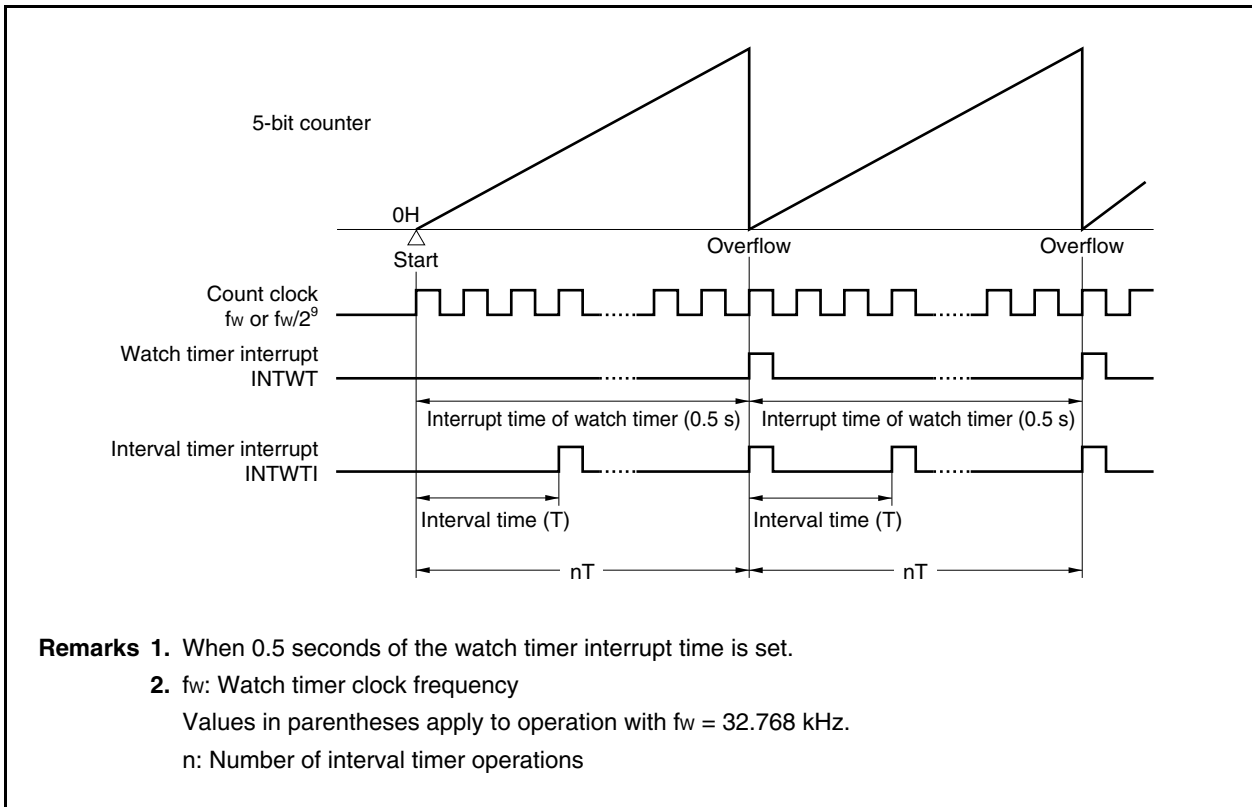 5-bit counter
0H
Start
Overflow
Overflow
Count clock
fw or fw/2⁹
Watch timer interrupt
INTWT
Interrupt time of watch timer (0.5 s)
Interrupt time of watch timer (0.5 s)
Interval timer interrupt
INTWTI
Interval time (T)
Interval time (T)
nT
nT
Remarks 1. When 0.5 seconds of the watch timer interrupt time is set.
2. fw: Watch timer clock frequency
Values in parentheses apply to operation with fw = 32.768 kHz.
n: Number of interval timer operations